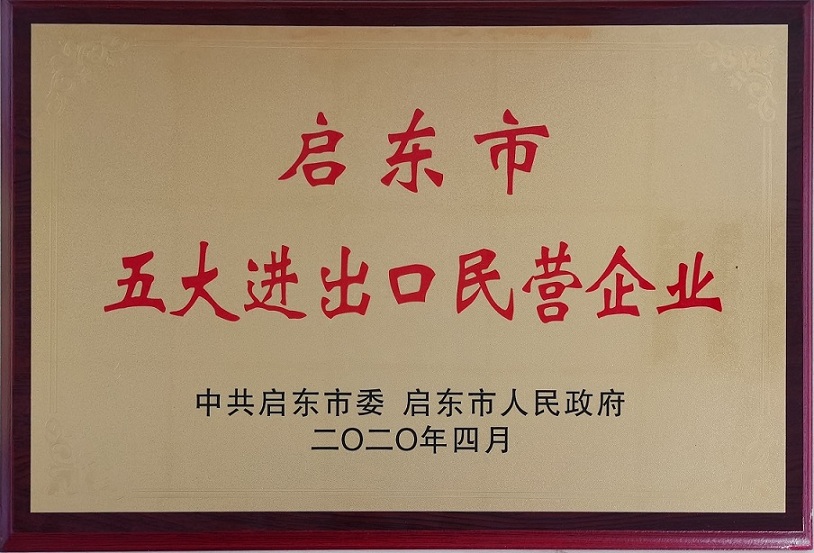 启东市
五大进出口民营企业
中共启东市委 启东市人民政府
二〇二〇年四月